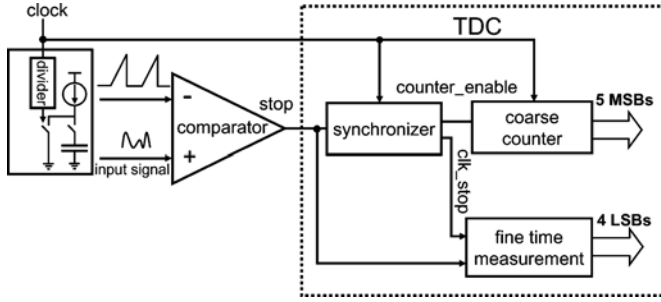 clock
TDC
divider
−
+
comparator
input signal
stop
synchronizer
counter_enable
coarse
counter
5 MSBs
clk_stop
fine time
measurement
4 LSBs